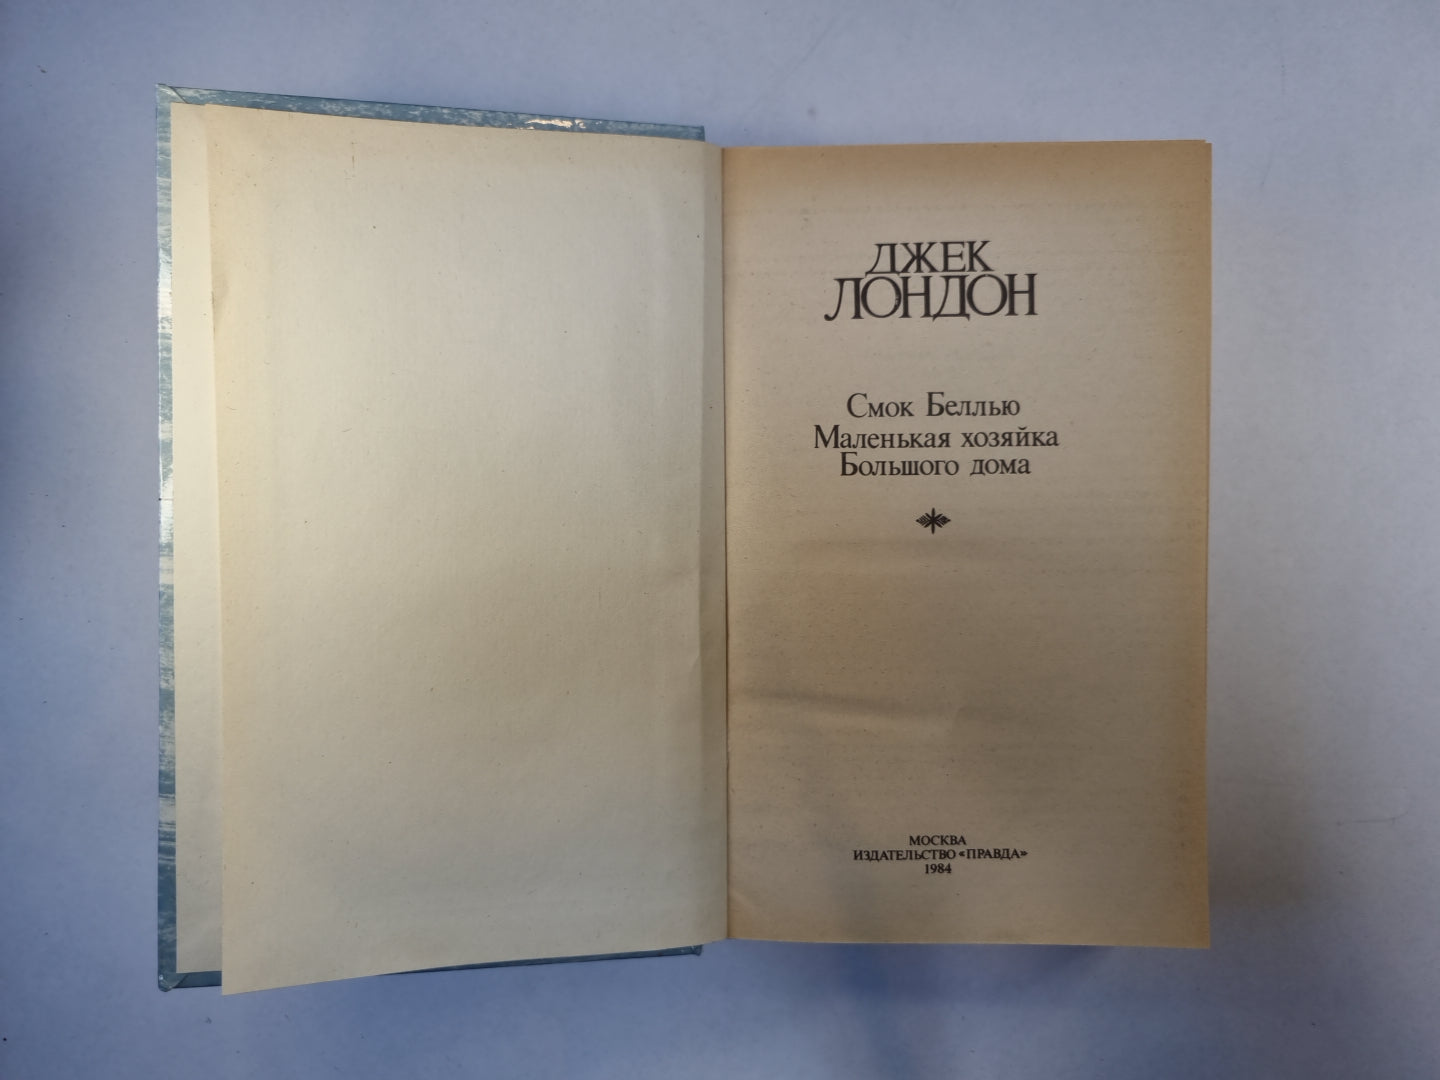 ДЖЕК
ЛОНДОН
Смок Беллью
Маленькая хозяйка
Большого дома
МОСКВА
ИЗДАТЕЛЬСТВО «ПРАВДА»
1984